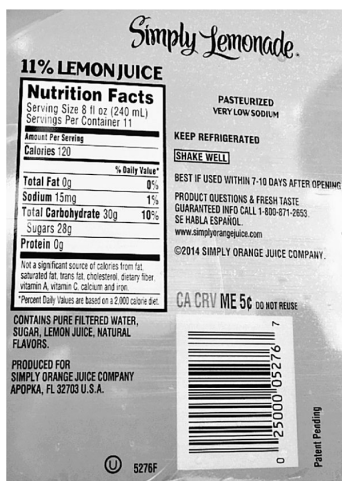 Simply Lemonade.
11% LEMON JUICE
Nutrition Facts
Serving Size 8 fl oz (240 mL)
Servings Per Container 11
Amount Per Serving
Calories 120
% Daily Value*
Total Fat 0g 0%
Sodium 15mg 1%
Total Carbohydrate 30g 10%
Sugars 28g
Protein 0g
Not a significant source of calories from fat,
saturated fat, trans fat, cholesterol, dietary fiber,
vitamin A, vitamin C, calcium and iron.
*Percent Daily Values are based on a 2,000 calorie diet.
CONTAINS PURE FILTERED WATER,
SUGAR, LEMON JUICE, NATURAL
FLAVORS.
PRODUCED FOR
SIMPLY ORANGE JUICE COMPANY
APOPKA, FL 32703 U.S.A.
U 5276F
PASTEURIZED
VERY LOW SODIUM
KEEP REFRIGERATED
SHAKE WELL
BEST IF USED WITHIN 7-10 DAYS AFTER OPENING
PRODUCT QUESTIONS & FRESH TASTE
GUARANTEED INFO CALL 1-800-871-2653.
SE HABLA ESPAÑOL.
www.simplyorangejuice.com
©2014 SIMPLY ORANGE JUICE COMPANY.
CA CRV ME 5¢ DO NOT REUSE
0 25000 05276 7
Patent Pending